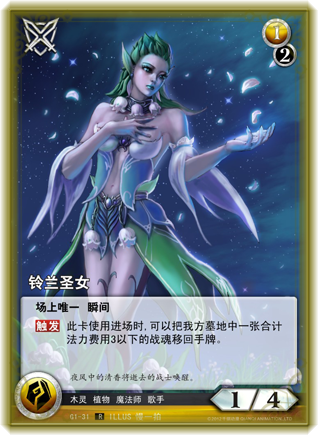 1
2
铃兰圣女
场上唯一 瞬间
触发 此卡使用进场时,可以把我方墓地中一张合计
法力费用3以下的战魂移回手牌。
夜风中的清香将逝去的战士唤醒。
木灵 植物 魔法师 歌手
G1-31 R ILLUS
1/4